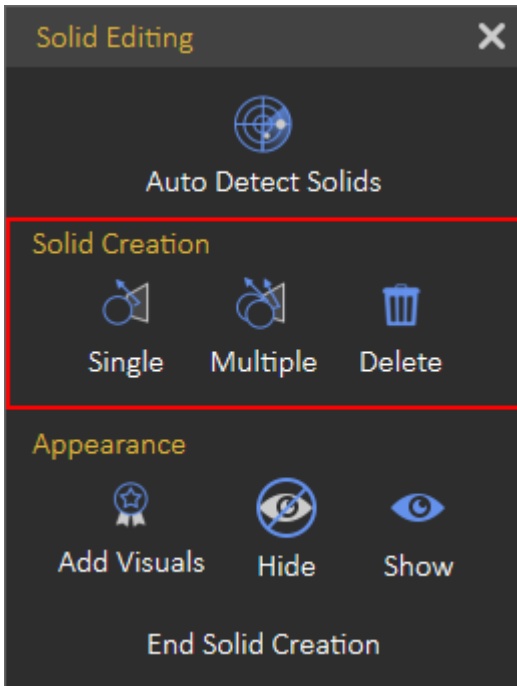 Solid Editing
Auto Detect Solids
Solid Creation
Single Multiple Delete
Appearance
Add Visuals Hide Show
End Solid Creation